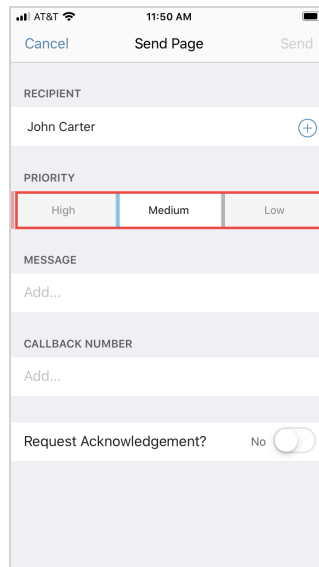 AT&T 11:50 AM
Cancel Send Page Send
RECIPIENT
John Carter
PRIORITY
High Medium Low
MESSAGE
Add...
CALLBACK NUMBER
Add...
Request Acknowledgement? No